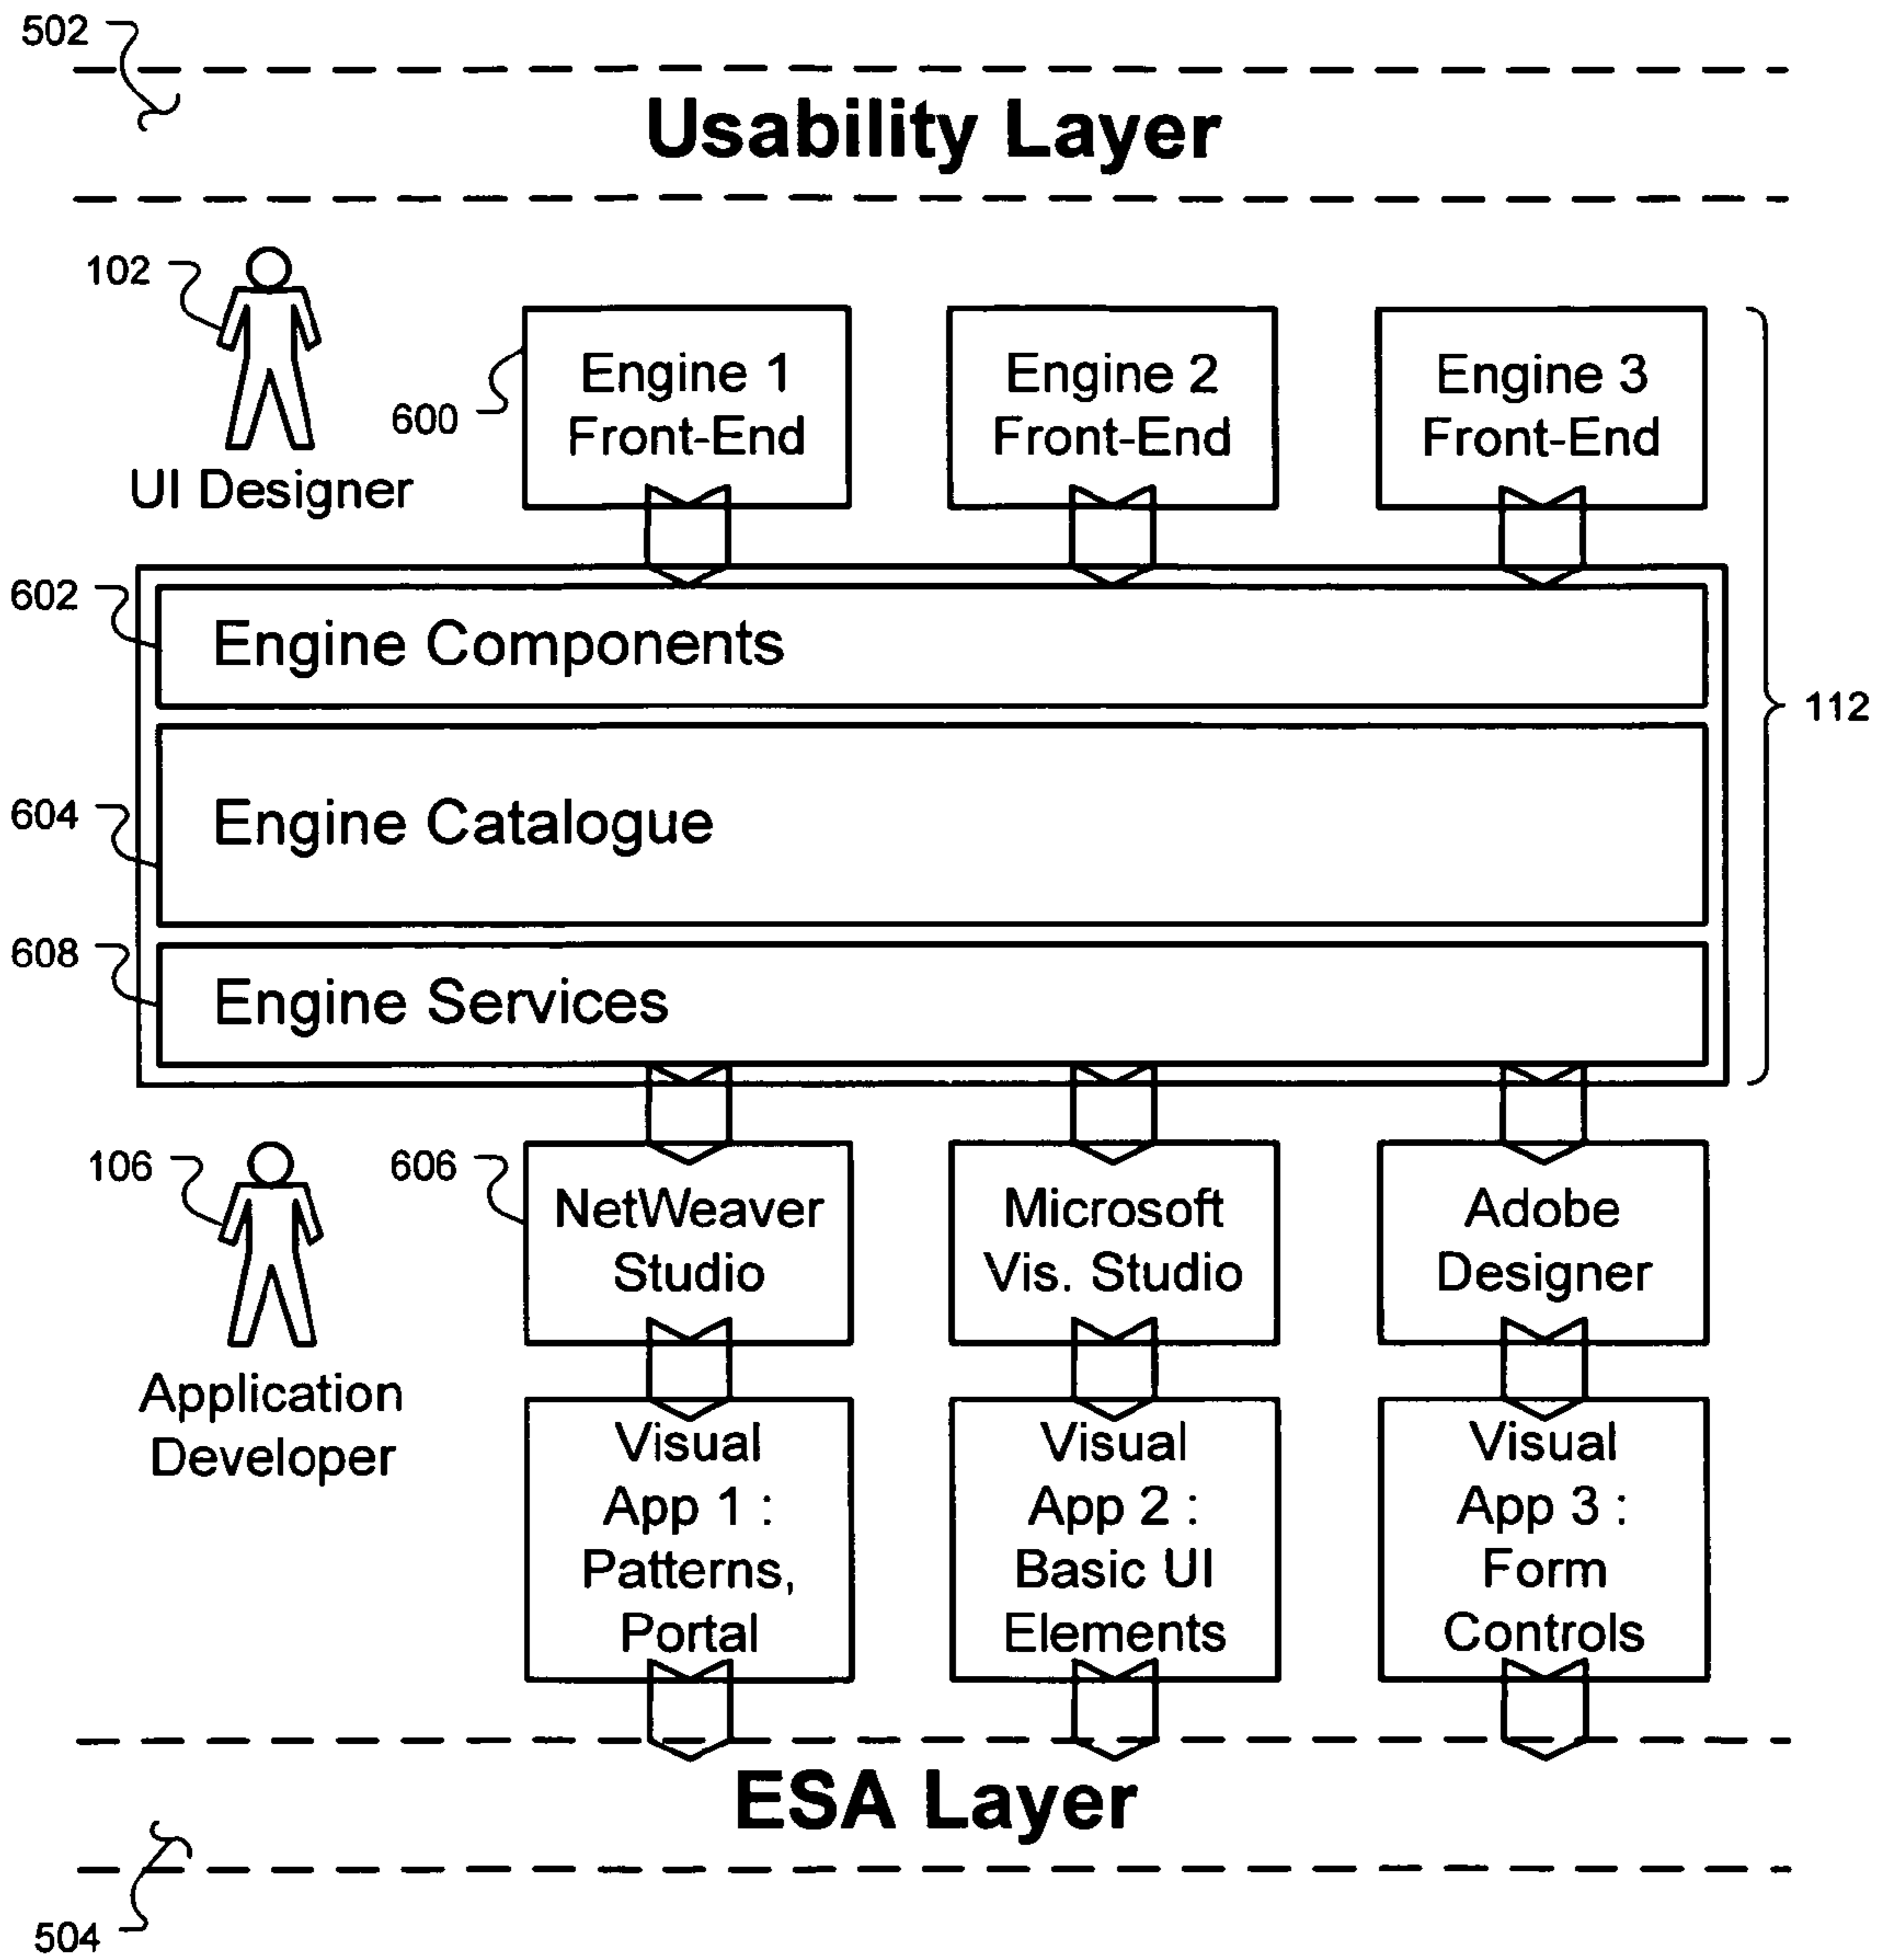 502
Usability Layer
102
UI Designer
600
Engine 1
Front-End
Engine 2
Front-End
Engine 3
Front-End
602
Engine Components
112
604
Engine Catalogue
608
Engine Services
106
Application
Developer
606
NetWeaver
Studio
Microsoft
Vis. Studio
Adobe
Designer
Visual
App 1 :
Patterns,
Portal
Visual
App 2 :
Basic UI
Elements
Visual
App 3 :
Form
Controls
ESA Layer
504